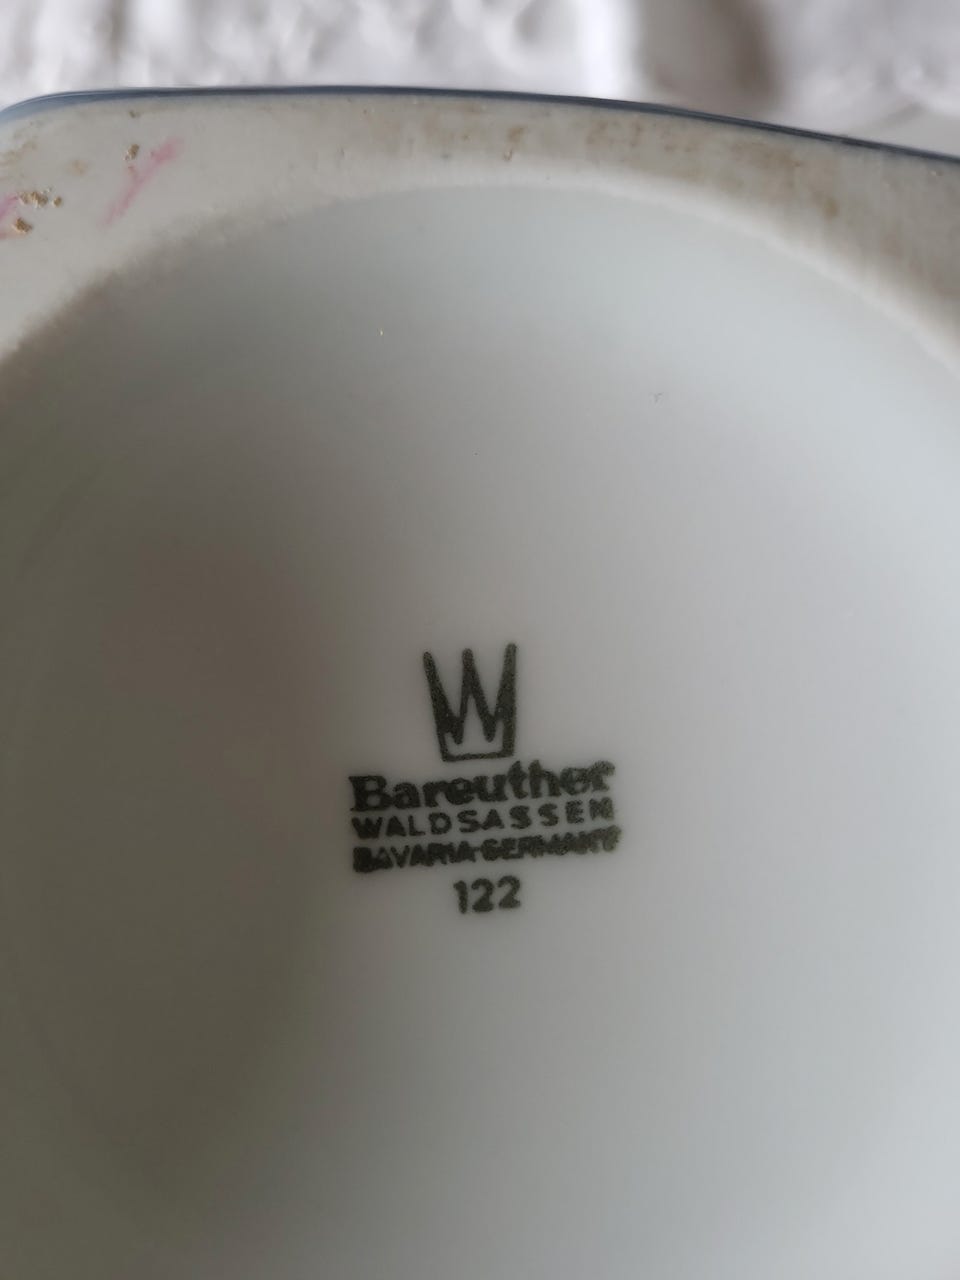 W
Bareuther
WALDSASSEN
BAVARIA-GERMANY
122